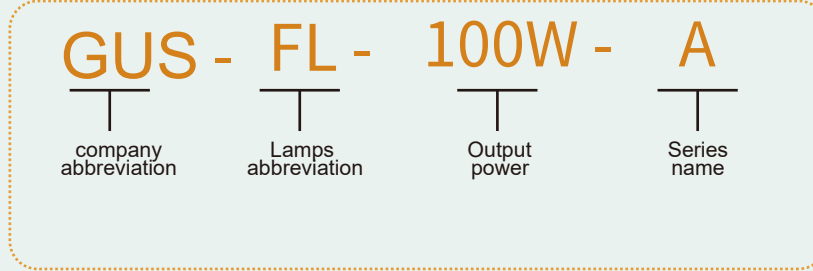 GUS - FL - 100W - A
company abbreviation
Lamps abbreviation
Output power
Series name